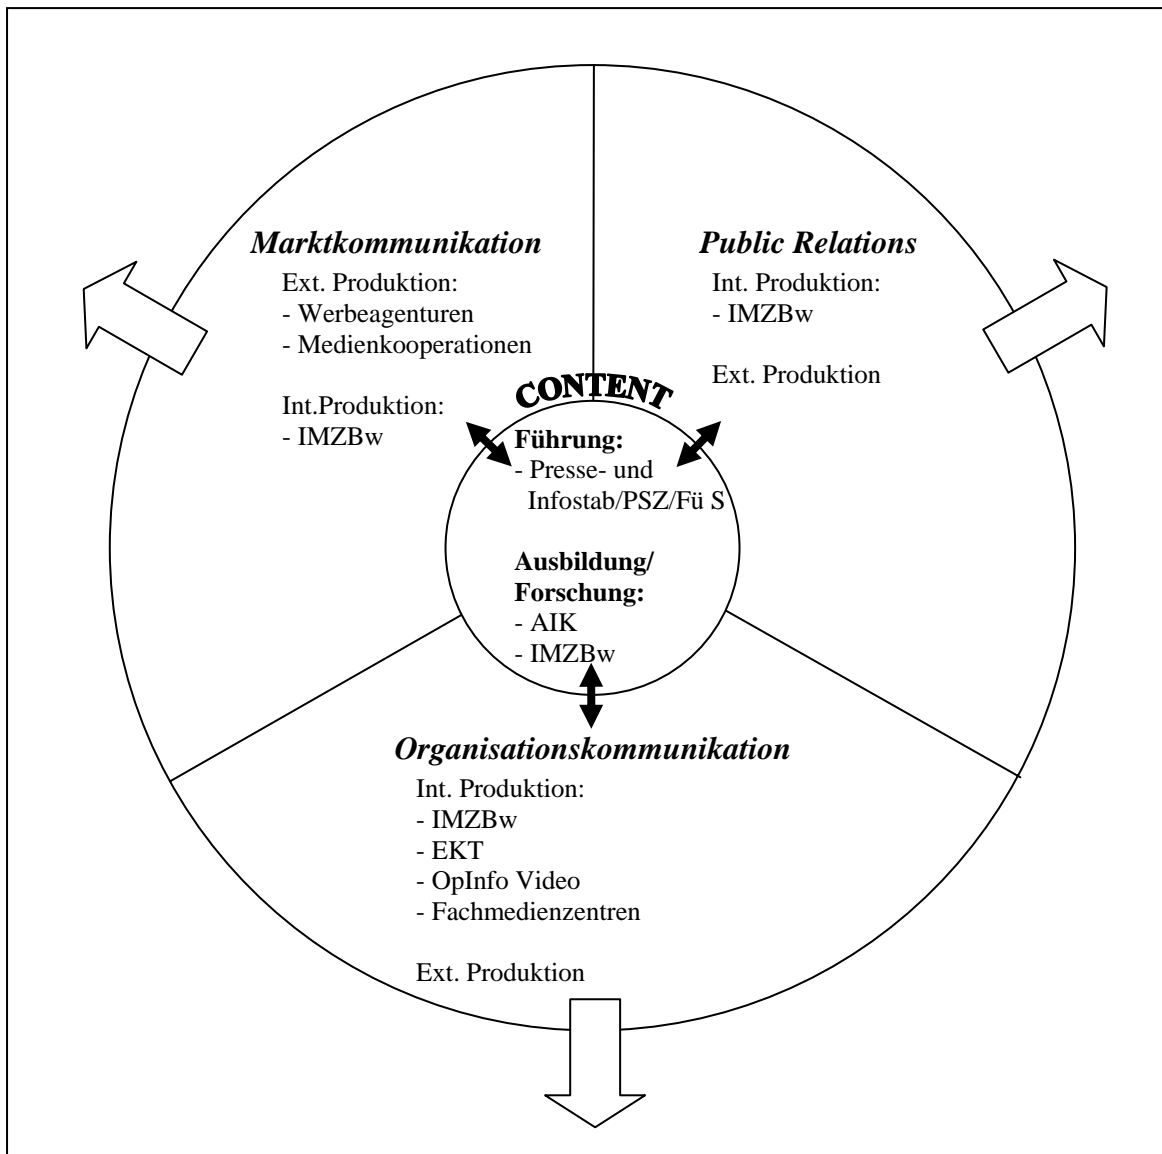 Marktkommunikation
Ext. Produktion:
- Werbeagenturen
- Medienkooperationen
Int.Produktion:
- IMZBw
Public Relations
Int. Produktion:
- IMZBw
Ext. Produktion
CONTENT
Führung:
- Presse- und
Infostab/PSZ/Fü S
Ausbildung/
Forschung:
- AIK
- IMZBw
Organisationskommunikation
Int. Produktion:
- IMZBw
- EKT
- OpInfo Video
- Fachmedienzentren
Ext. Produktion